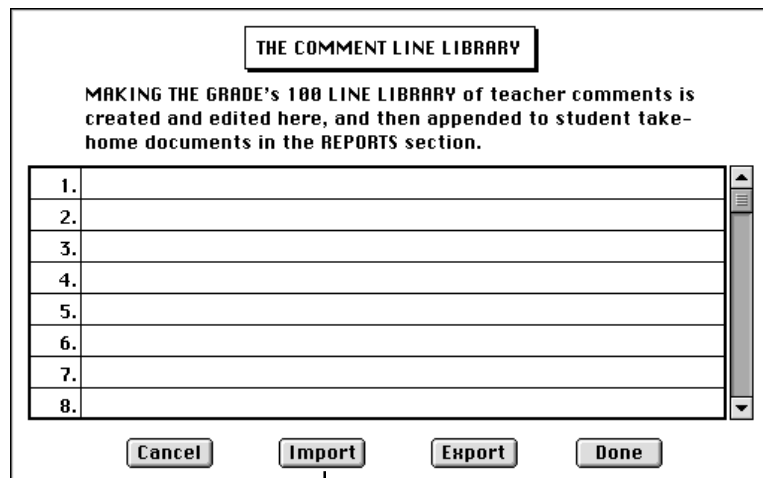 THE COMMENT LINE LIBRARY
MAKING THE GRADE's 100 LINE LIBRARY of teacher comments is
created and edited here, and then appended to student take-
home documents in the REPORTS section.
1.
2.
3.
4.
5.
6.
7.
8.
Cancel Import Export Done